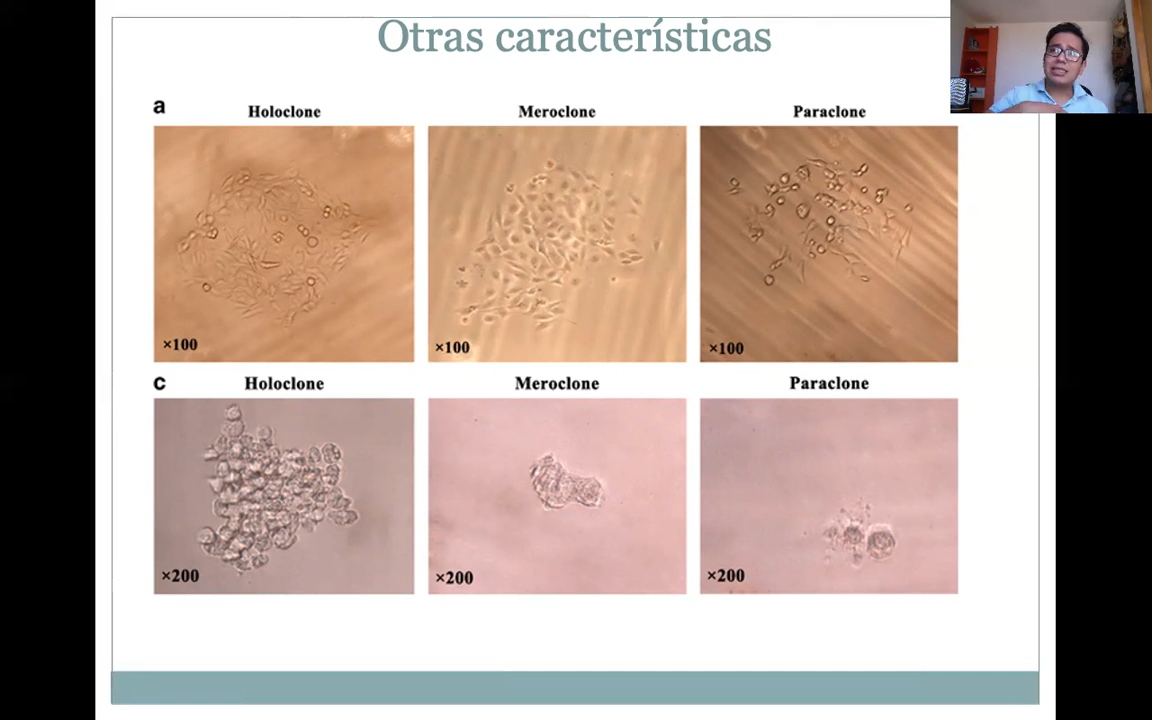 Otras características
a
Holoclone
Meroclone
Paraclone
×100
×100
×100
c
Holoclone
Meroclone
Paraclone
×200
×200
×200